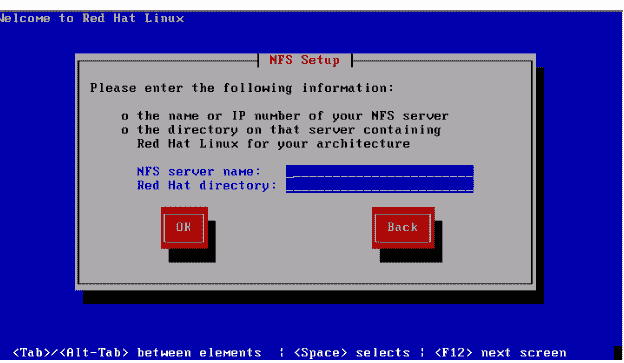 Welcome to Red Hat Linux
NFS Setup
Please enter the following information:
o the name or IP number of your NFS server
o the directory on that server containing
Red Hat Linux for your architecture
NFS server name:
Red Hat directory:
OK Back
<Tab>/<Alt-Tab> between elements | <Space> selects | <F12> next screen